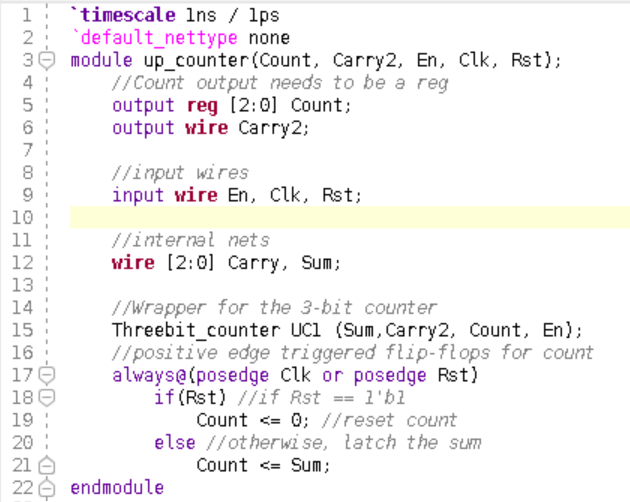 1 `timescale 1ns / 1ps
2 `default_nettype none
3 module up_counter(Count, Carry2, En, Clk, Rst);
4 //Count output needs to be a reg
5 output reg [2:0] Count;
6 output wire Carry2;
7
8 //input wires
9 input wire En, Clk, Rst;
10
11 //internal nets
12 wire [2:0] Carry, Sum;
13
14 //Wrapper for the 3-bit counter
15 Threebit_counter UC1 (Sum,Carry2, Count, En);
16 //positive edge triggered flip-flops for count
17 always@(posedge Clk or posedge Rst)
18 if(Rst) //if Rst == 1'b1
19 Count <= 0; //reset count
20 else //otherwise, latch the sum
21 Count <= Sum;
22 endmodule